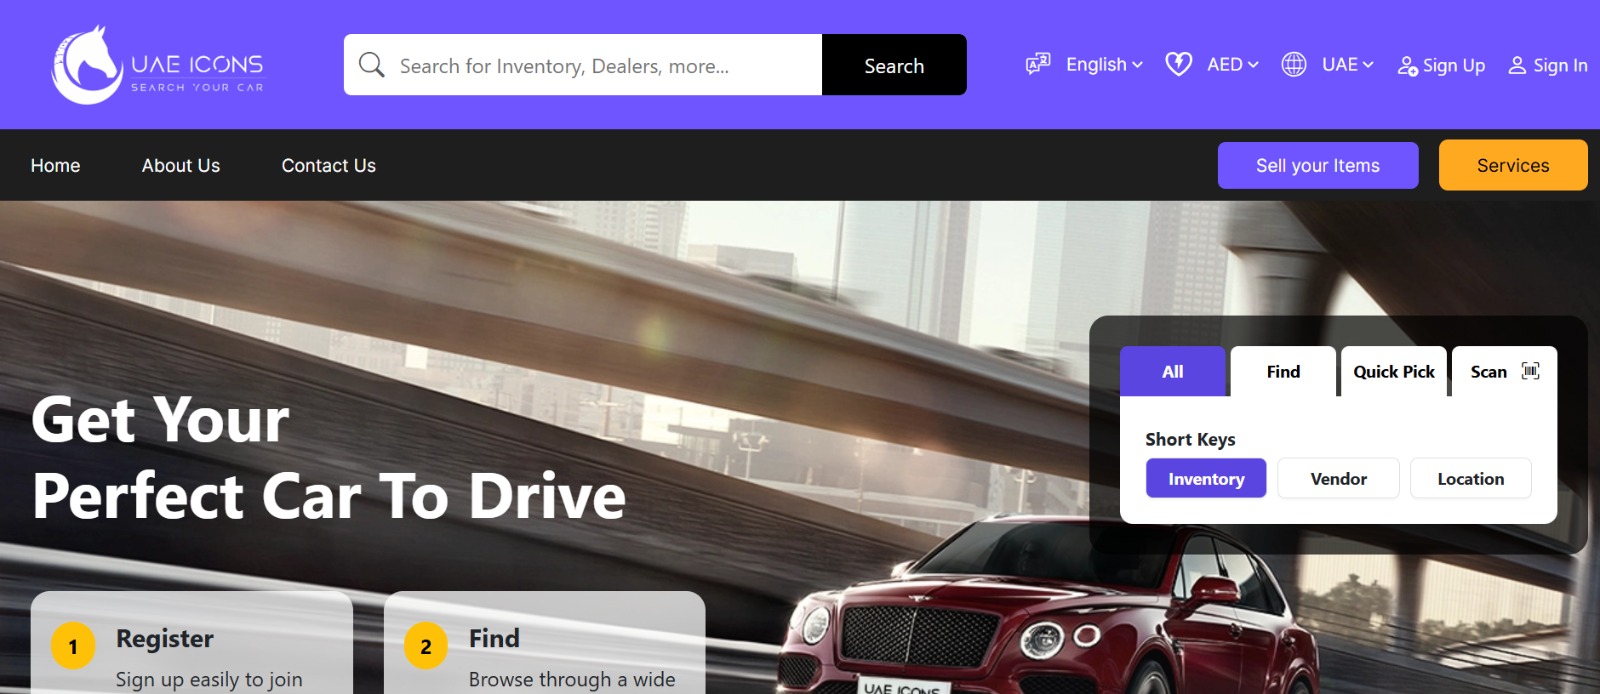 UAE ICONS
SEARCH YOUR CAR
Search for Inventory, Dealers, more...
Search
English
AED
UAE
Sign Up
Sign In
Home
About Us
Contact Us
Sell your Items
Services
All
Find
Quick Pick
Scan
Short Keys
Inventory
Vendor
Location
Get Your
Perfect Car To Drive
1
Register
Sign up easily to join
2
Find
Browse through a wide
UAE ICONS